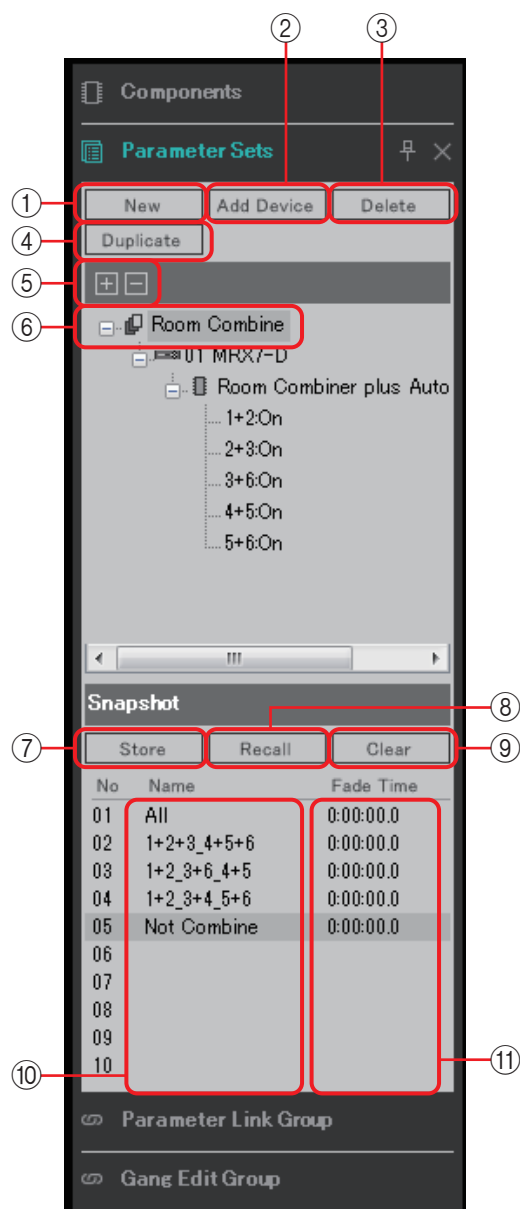 ② ③
Components
Parameter Sets
① New Add Device Delete
④ Duplicate
⑤
⑥ Room Combine
01 MRX7-D
Room Combiner plus Auto
1+2:On
2+3:On
3+6:On
4+5:On
5+6:On
Snapshot
⑧
⑦ Store Recall Clear ⑨
No Name Fade Time
01 All 0:00:00.0
02 1+2+3_4+5+6 0:00:00.0
03 1+2_3+6_4+5 0:00:00.0
04 1+2_3+4_5+6 0:00:00.0
05 Not Combine 0:00:00.0
06
07
08
09
10
⑩ ⑪
Parameter Link Group
Gang Edit Group